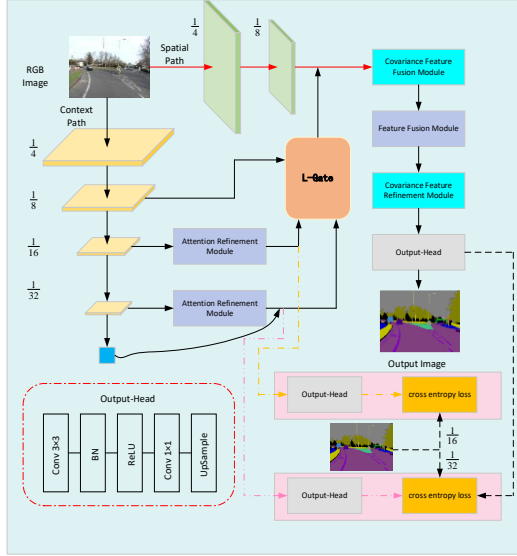 1/4
1/8
Spatial
Path
RGB
Image
Covariance Feature
Fusion Module
Context
Path
1/4
Feature Fusion Module
L-Gate
1/8
Covariance Feature
Refinement Module
1/16
Attention Refinement
Module
Output-Head
1/32
Attention Refinement
Module
Output Image
Output-Head
cross entropy loss
Output-Head
Conv 3×3
BN
ReLU
Conv 1×1
UpSample
1/16
1/32
Output-Head
cross entropy loss